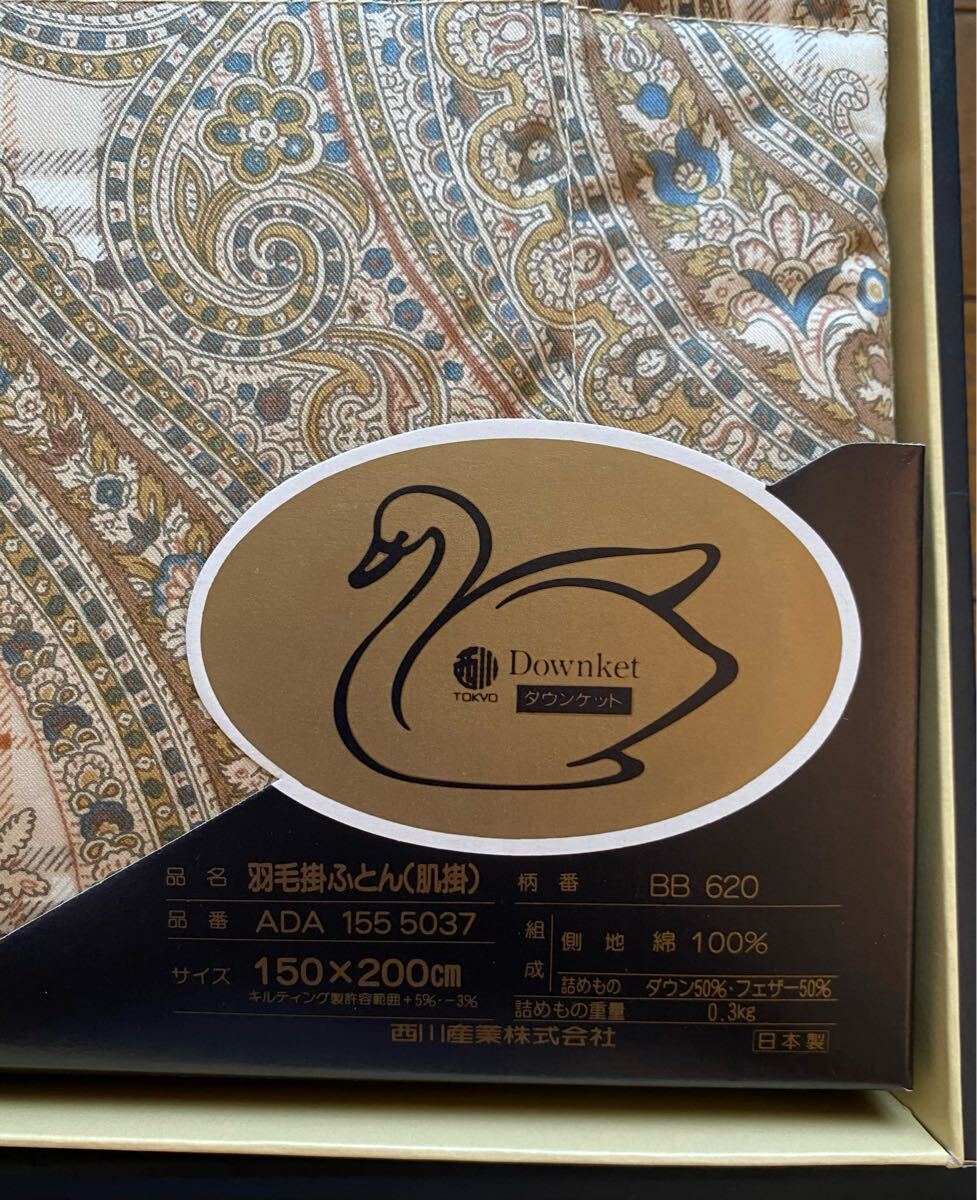 西川
TOKYO
Downket
ダウンケット
品名 羽毛掛ふとん(肌掛)
品番 ADA 155 5037
サイズ 150×200cm
キルティング製許容範囲+5%・-3%
柄番 BB 620
組成
側地 綿 100%
詰めもの ダウン50%・フェザー50%
詰めもの重量 0.3kg
西川産業株式会社
日本製